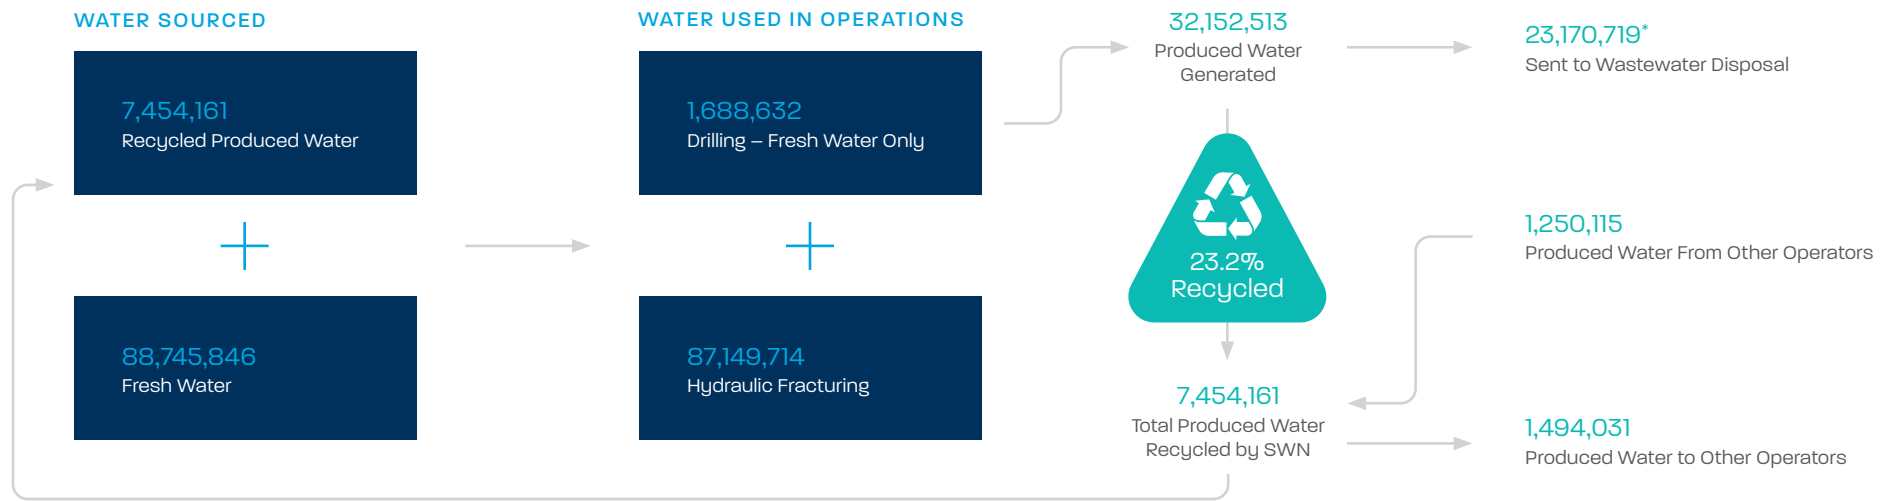 WATER SOURCED
7,454,161
Recycled Produced Water
88,745,846
Fresh Water
WATER USED IN OPERATIONS
1,688,632
Drilling – Fresh Water Only
87,149,714
Hydraulic Fracturing
32,152,513
Produced Water
Generated
23.2%
Recycled
7,454,161
Total Produced Water
Recycled by SWN
23,170,719*
Sent to Wastewater Disposal
1,250,115
Produced Water From Other Operators
1,494,031
Produced Water to Other Operators